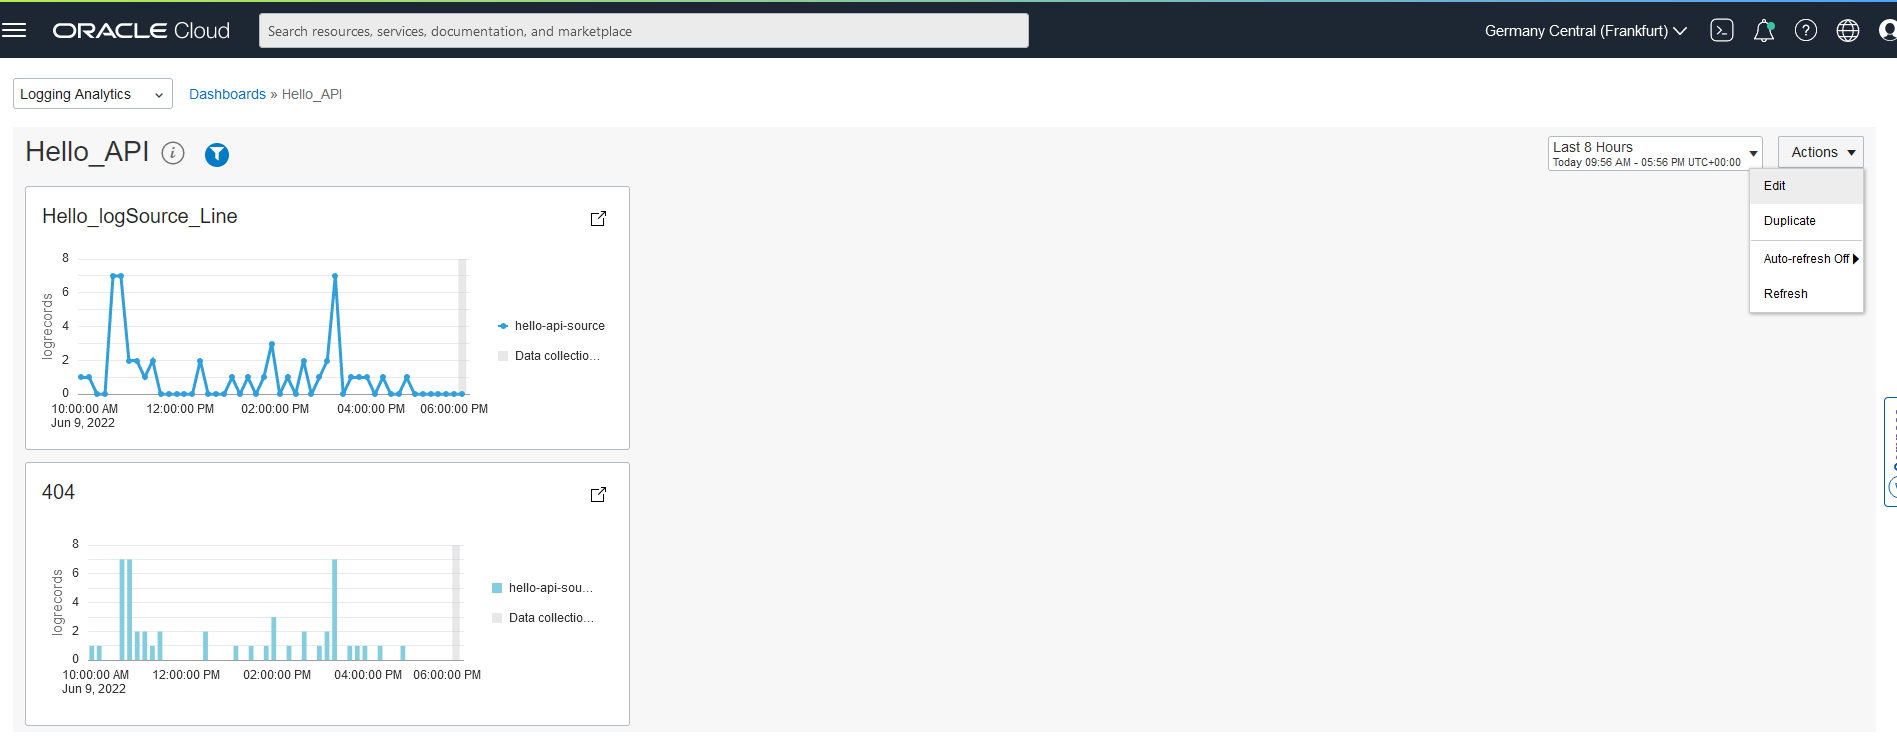 ORACLE Cloud
Search resources, services, documentation, and marketplace
Germany Central (Frankfurt)
Logging Analytics
Dashboards » Hello_API
Hello_API
Last 8 Hours
Today 09:56 AM - 05:56 PM UTC+00:00
Actions
Edit
Duplicate
Auto-refresh Off
Refresh
Hello_logSource_Line
logrecords
8
6
4
2
0
10:00:00 AM
Jun 9, 2022
12:00:00 PM
02:00:00 PM
04:00:00 PM
06:00:00 PM
hello-api-source
Data collectio...
404
logrecords
8
6
4
2
0
10:00:00 AM
Jun 9, 2022
12:00:00 PM
02:00:00 PM
04:00:00 PM
06:00:00 PM
hello-api-sou...
Data collectio...